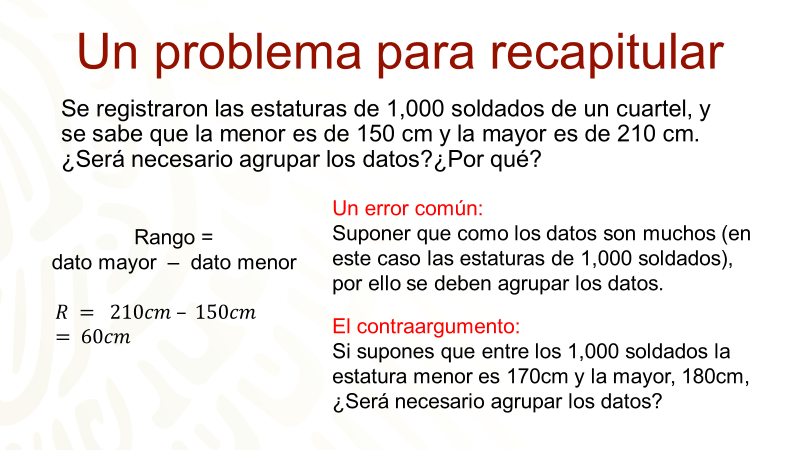 Un problema para recapitular
Se registraron las estaturas de 1,000 soldados de un cuartel, y
se sabe que la menor es de 150 cm y la mayor es de 210 cm.
¿Será necesario agrupar los datos?¿Por qué?
Rango =
dato mayor – dato menor
R = 210cm – 150cm
= 60cm
Un error común:
Suponer que como los datos son muchos (en
este caso las estaturas de 1,000 soldados),
por ello se deben agrupar los datos.
El contraargumento:
Si supones que entre los 1,000 soldados la
estatura menor es 170cm y la mayor, 180cm,
¿Será necesario agrupar los datos?